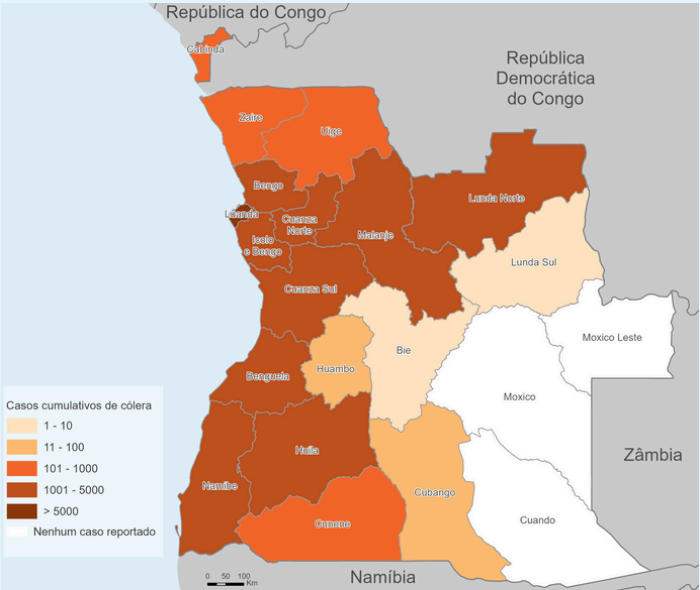 República do Congo
Cabinda
República
Democrática
do Congo
Zaire
Uige
Bengo
Lunda Norte
Luanda
Cuanza
Norte
Malanje
Icolo
e Bengo
Lunda Sul
Cuanza Sul
Moxico Leste
Bie
Huambo
Benguela
Moxico
Casos cumulativos de cólera
1 - 10
11 - 100
101 - 1000
1001 - 5000
> 5000
Nenhum caso reportado
Huila
Zâmbia
Namibe
Cubango
Cunene
Cuando
0 50 100
Km
Namíbia